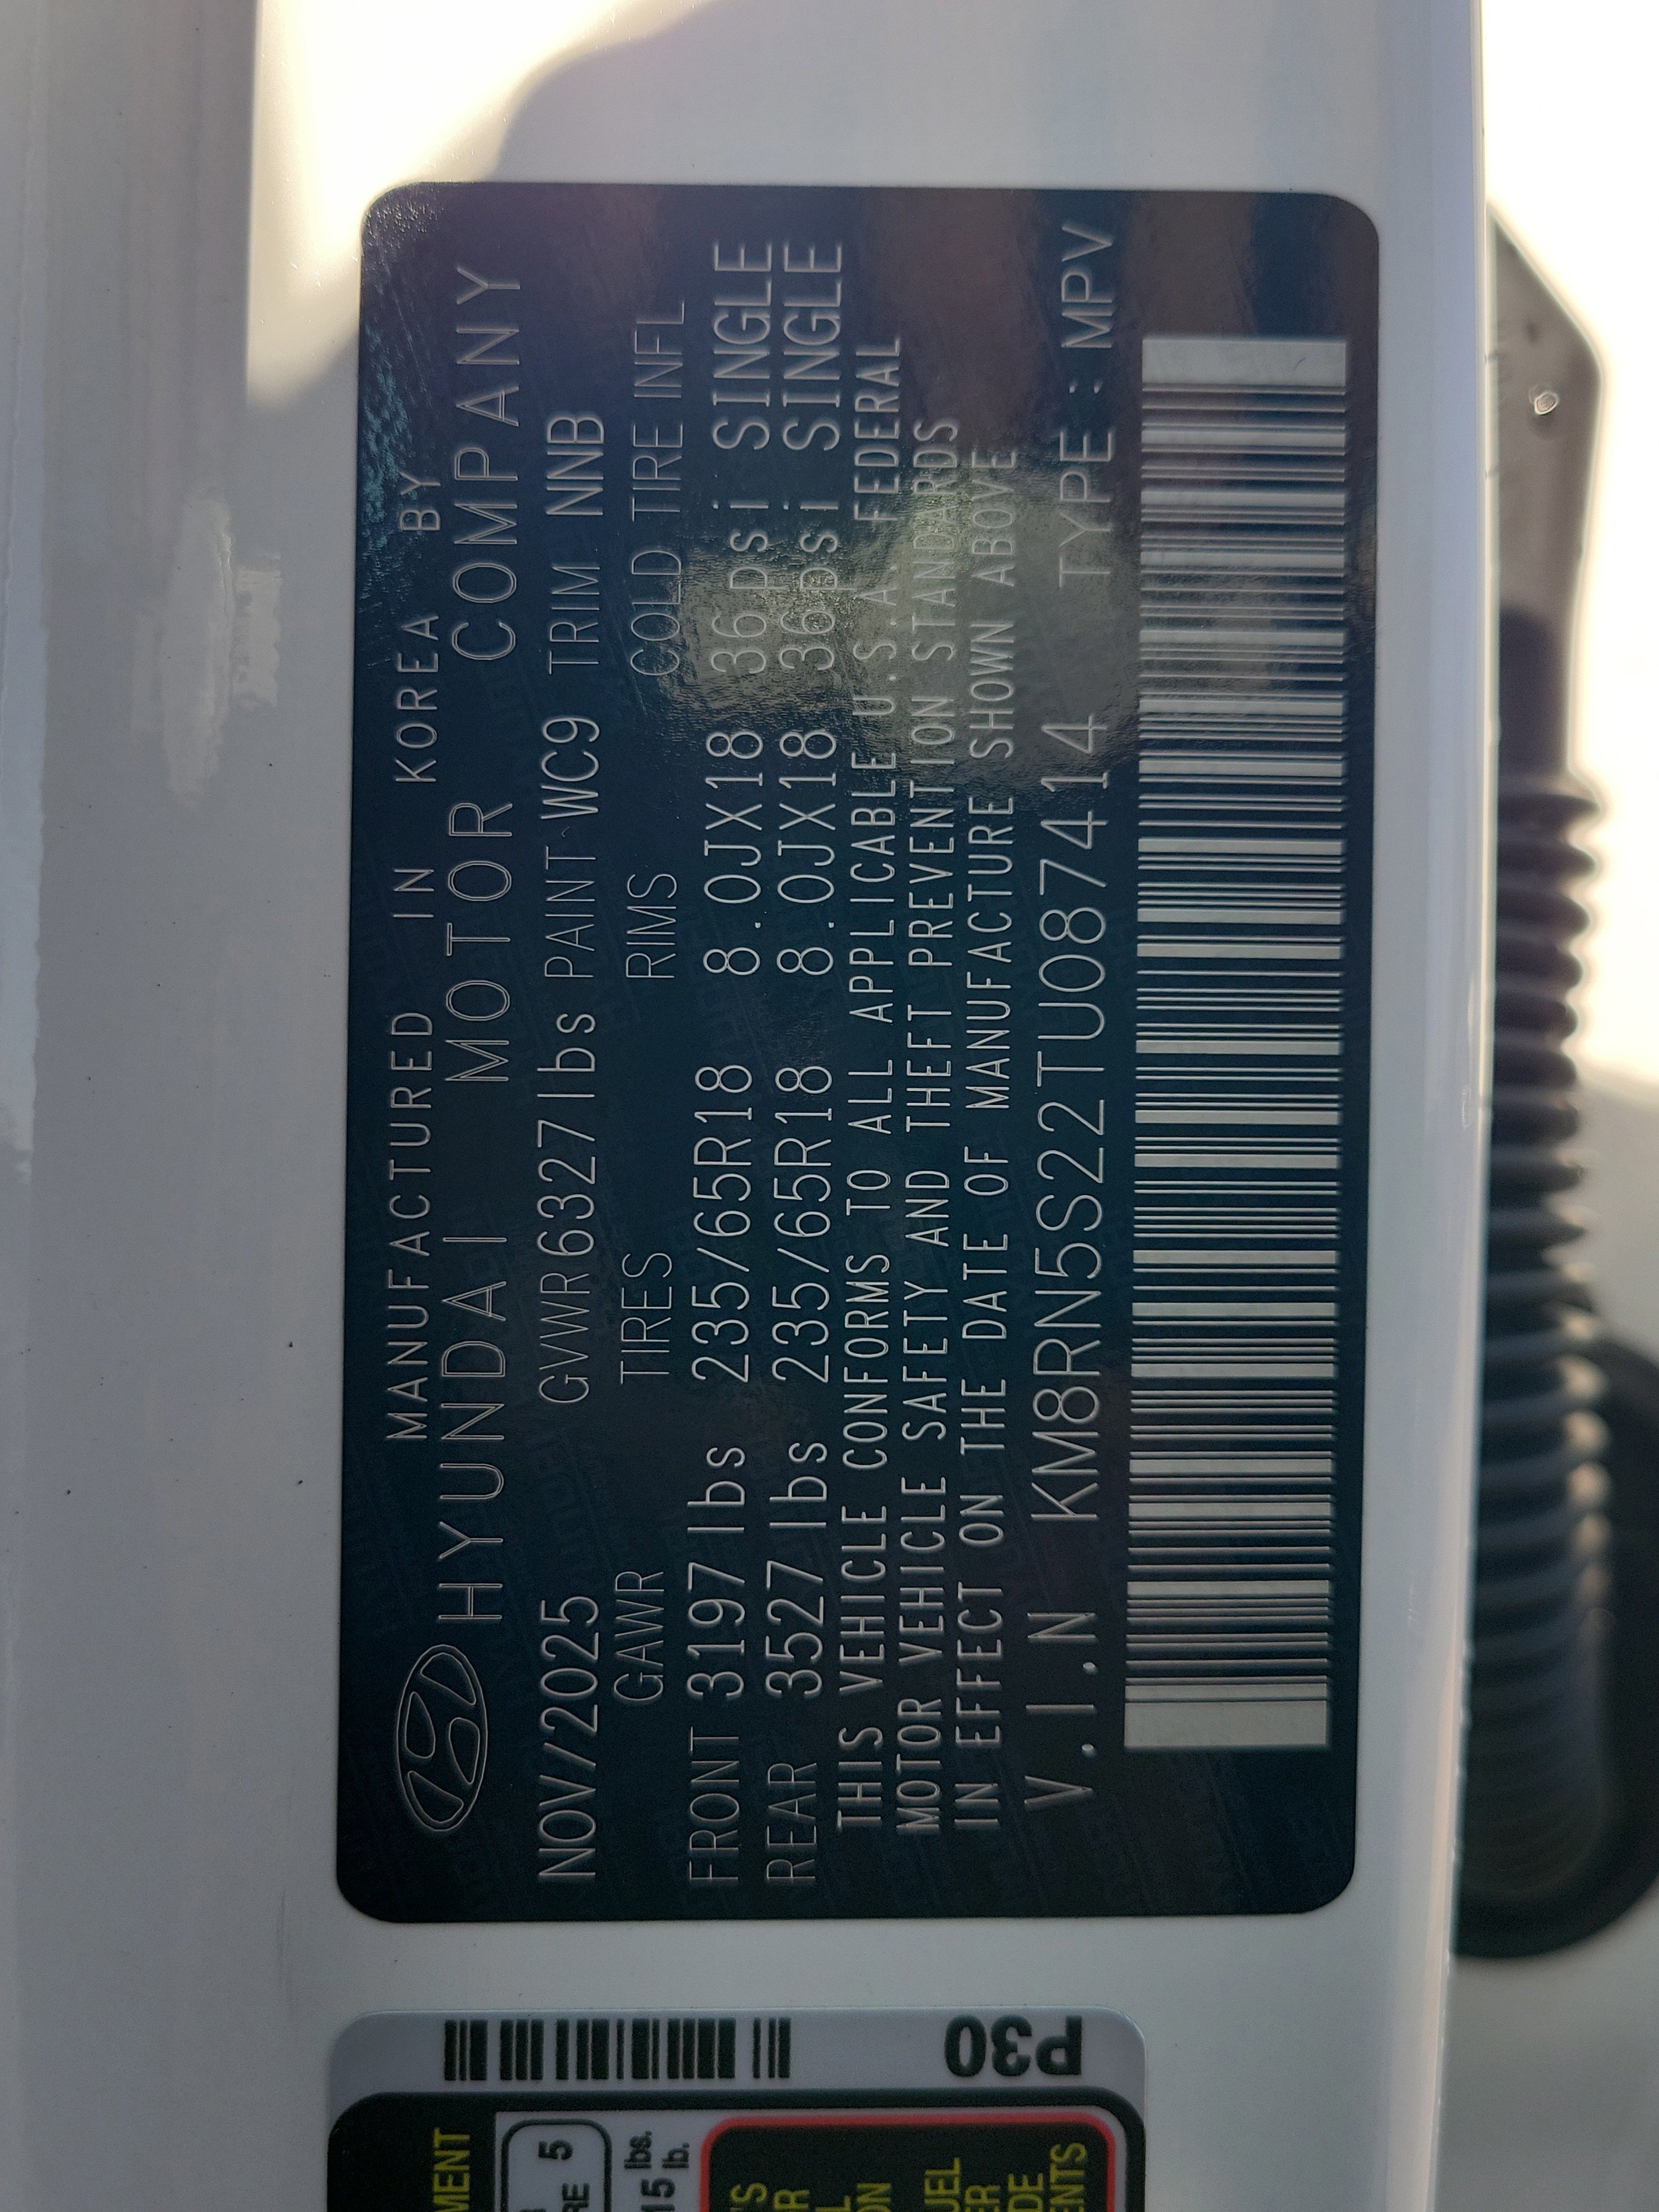 MANUFACTURED IN KOREA BY
HYUNDAI MOTOR COMPANY
NOV/2025 GVWR 6327 lbs PAINT WC9 TRIM NNB
GAWR TIRES RIMS COLD TIRE INFL
FRONT 3197 lbs 235/65R18 8.0JX18 36psi SINGLE
REAR 3527 lbs 235/65R18 8.0JX18 36psi SINGLE
THIS VEHICLE CONFORMS TO ALL APPLICABLE U.S.A. FEDERAL
MOTOR VEHICLE SAFETY AND THEFT PREVENTION STANDARDS
IN EFFECT ON THE DATE OF MANUFACTURE SHOWN ABOVE
V.I.N KM8RN5S22TU087414 TYPE : MPV
P30
5
lbs.
lb.